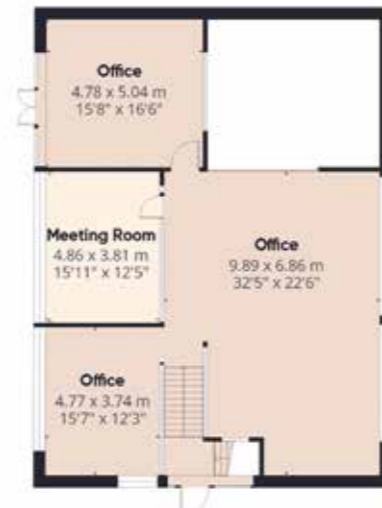 Office
4.78 x 5.04 m
15'8" x 16'6"
Meeting Room
4.86 x 3.81 m
15'11" x 12'5"
Office
9.89 x 6.86 m
32'5" x 22'6"
Office
4.77 x 3.74 m
15'7" x 12'3"